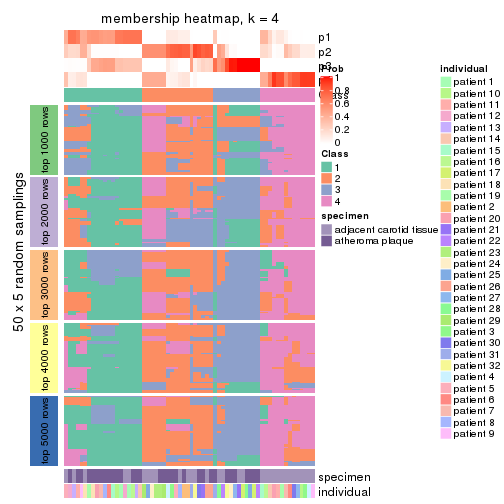 membership heatmap, k = 4
p1
p2
p3
Prob
1
0.8
0.6
0.4
0.2
0
Class
1
2
3
4
specimen
adjacent carotid tissue
atheroma plaque
individual
patient 1
patient 10
patient 11
patient 12
patient 13
patient 14
patient 15
patient 16
patient 17
patient 18
patient 19
patient 2
patient 20
patient 21
patient 22
patient 23
patient 24
patient 25
patient 26
patient 27
patient 28
patient 29
patient 3
patient 30
patient 31
patient 32
patient 4
patient 5
patient 6
patient 7
patient 8
patient 9
50 x 5 random samplings
top 1000 rows
top 2000 rows
top 3000 rows
top 4000 rows
top 5000 rows
specimen
individual